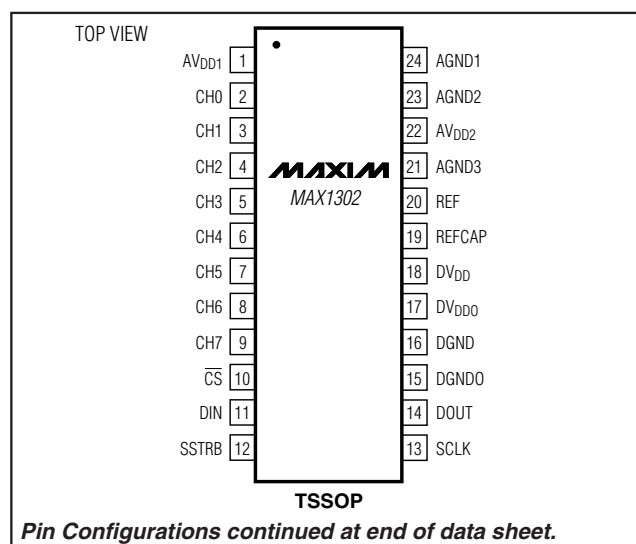 TOP VIEW
AVDD1 1 24 AGND1
CH0 2 23 AGND2
CH1 3 22 AVDD2
CH2 4 MAXIM 21 AGND3
CH3 5 MAX1302 20 REF
CH4 6 19 REFCAP
CH5 7 18 DVDD
CH6 8 17 DVDDO
CH7 9 16 DGND
C̅S̅ 10 15 DGNDO
DIN 11 14 DOUT
SSTRB 12 13 SCLK
TSSOP
Pin Configurations continued at end of data sheet.